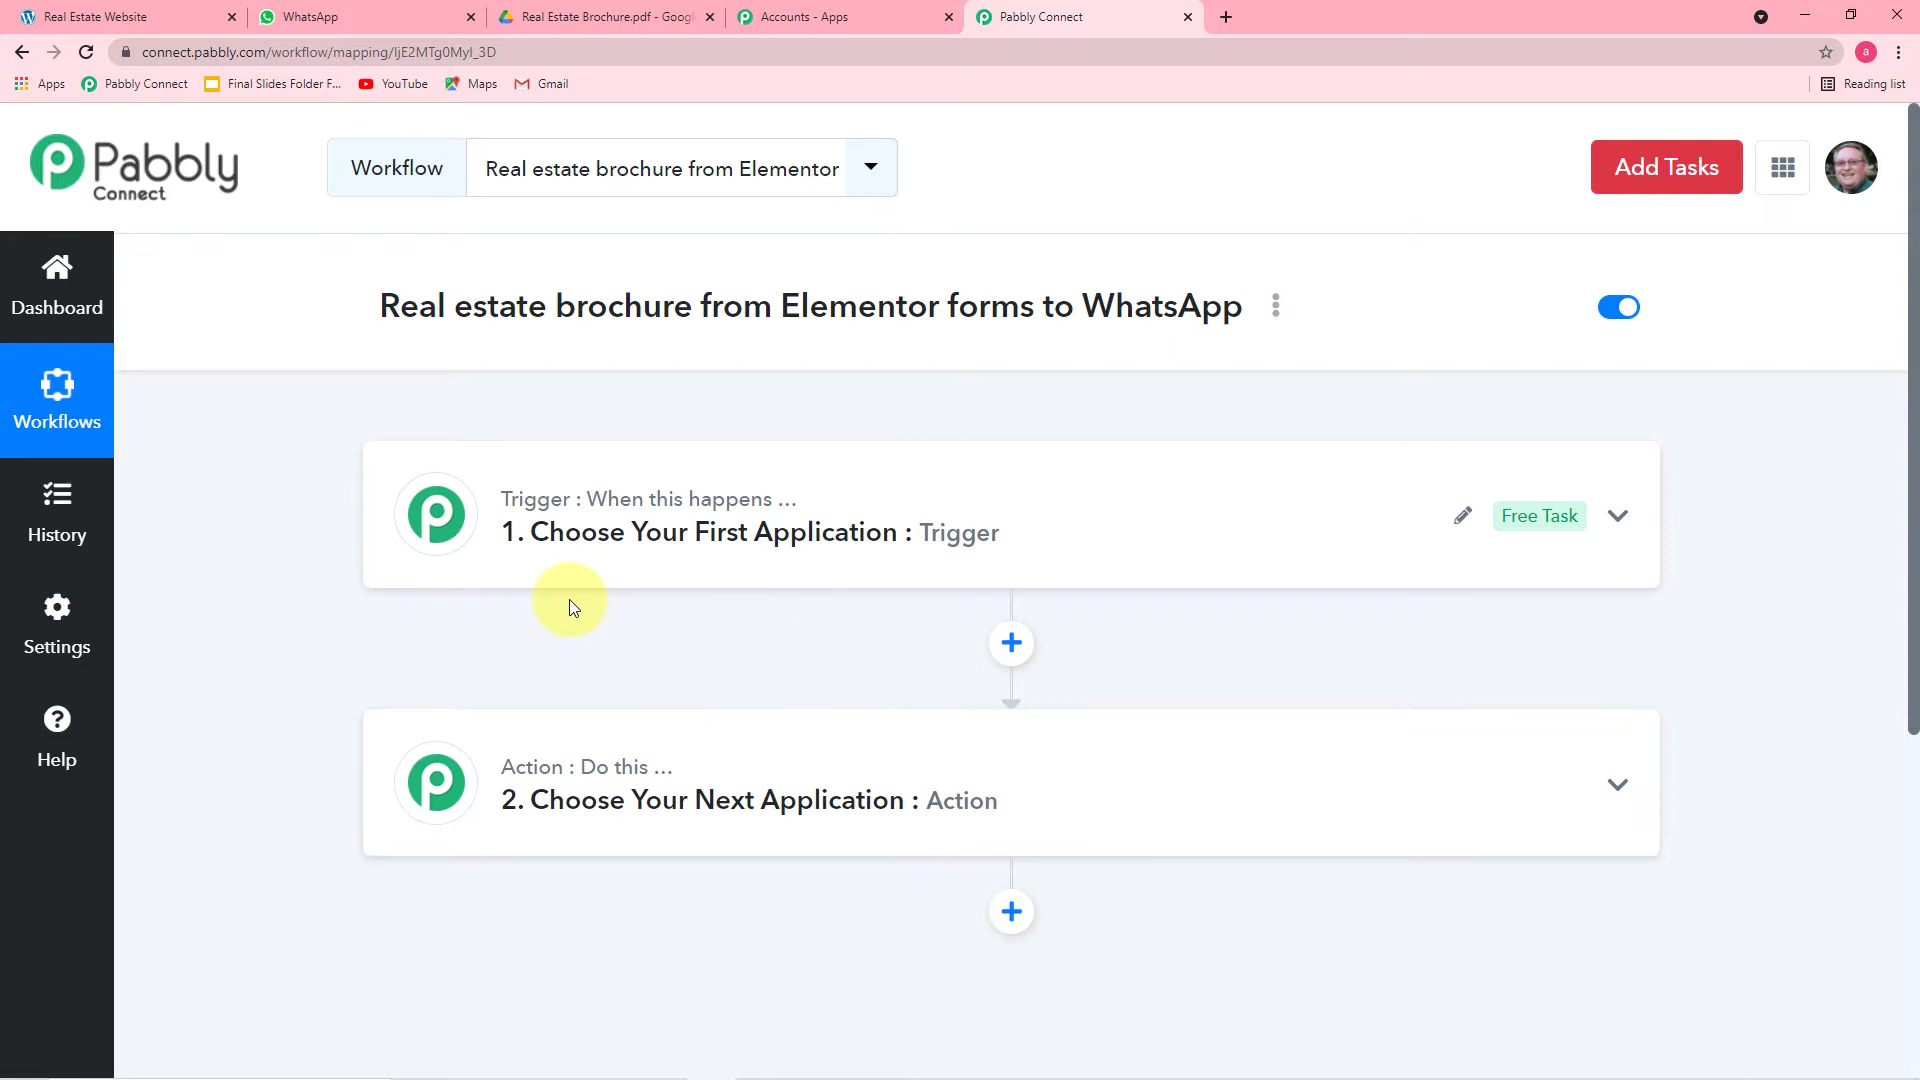 Real Estate Website
WhatsApp
Real Estate Brochure.pdf - Googl
Accounts - Apps
Pabbly Connect
connect.pabbly.com/workflow/mapping/IjE2MTg0MyI_3D
a
Apps
Pabbly Connect
Final Slides Folder F...
YouTube
Maps
Gmail
Reading list
Pabbly
Connect
Workflow
Real estate brochure from Elementor
Add Tasks
Dashboard
Workflows
History
Settings
Help
Real estate brochure from Elementor forms to WhatsApp
Trigger : When this happens ...
1. Choose Your First Application : Trigger
Free Task
Action : Do this ...
2. Choose Your Next Application : Action